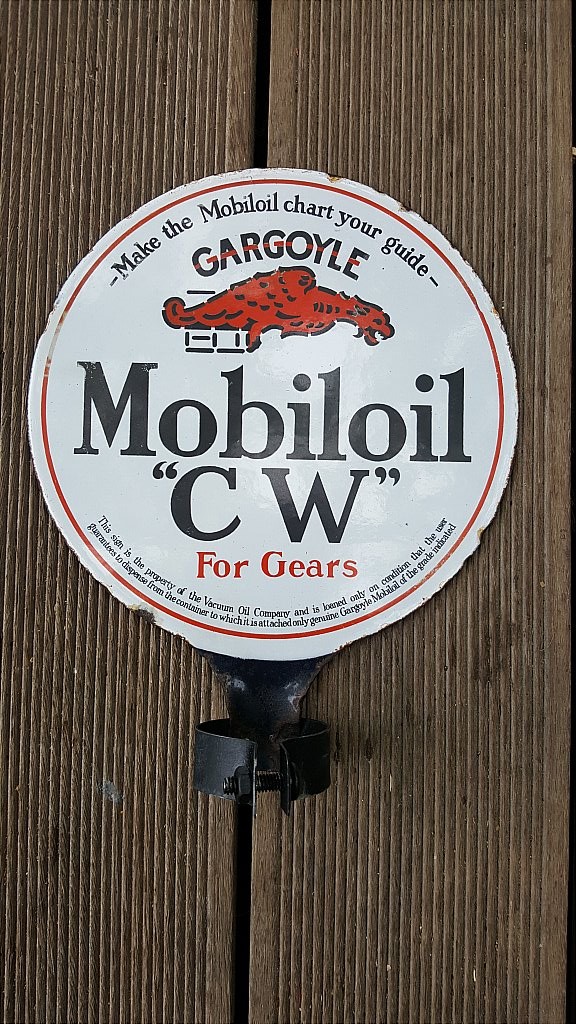 -Make the Mobiloil chart your guide-
GARGOYLE
Mobiloil
“CW”
For Gears
This sign is the property of the Vacuum Oil Company and is loaned only on condition that the user
guarantees to dispense from the container to which it is attached only genuine Gargoyle Mobiloil of the grade indicated